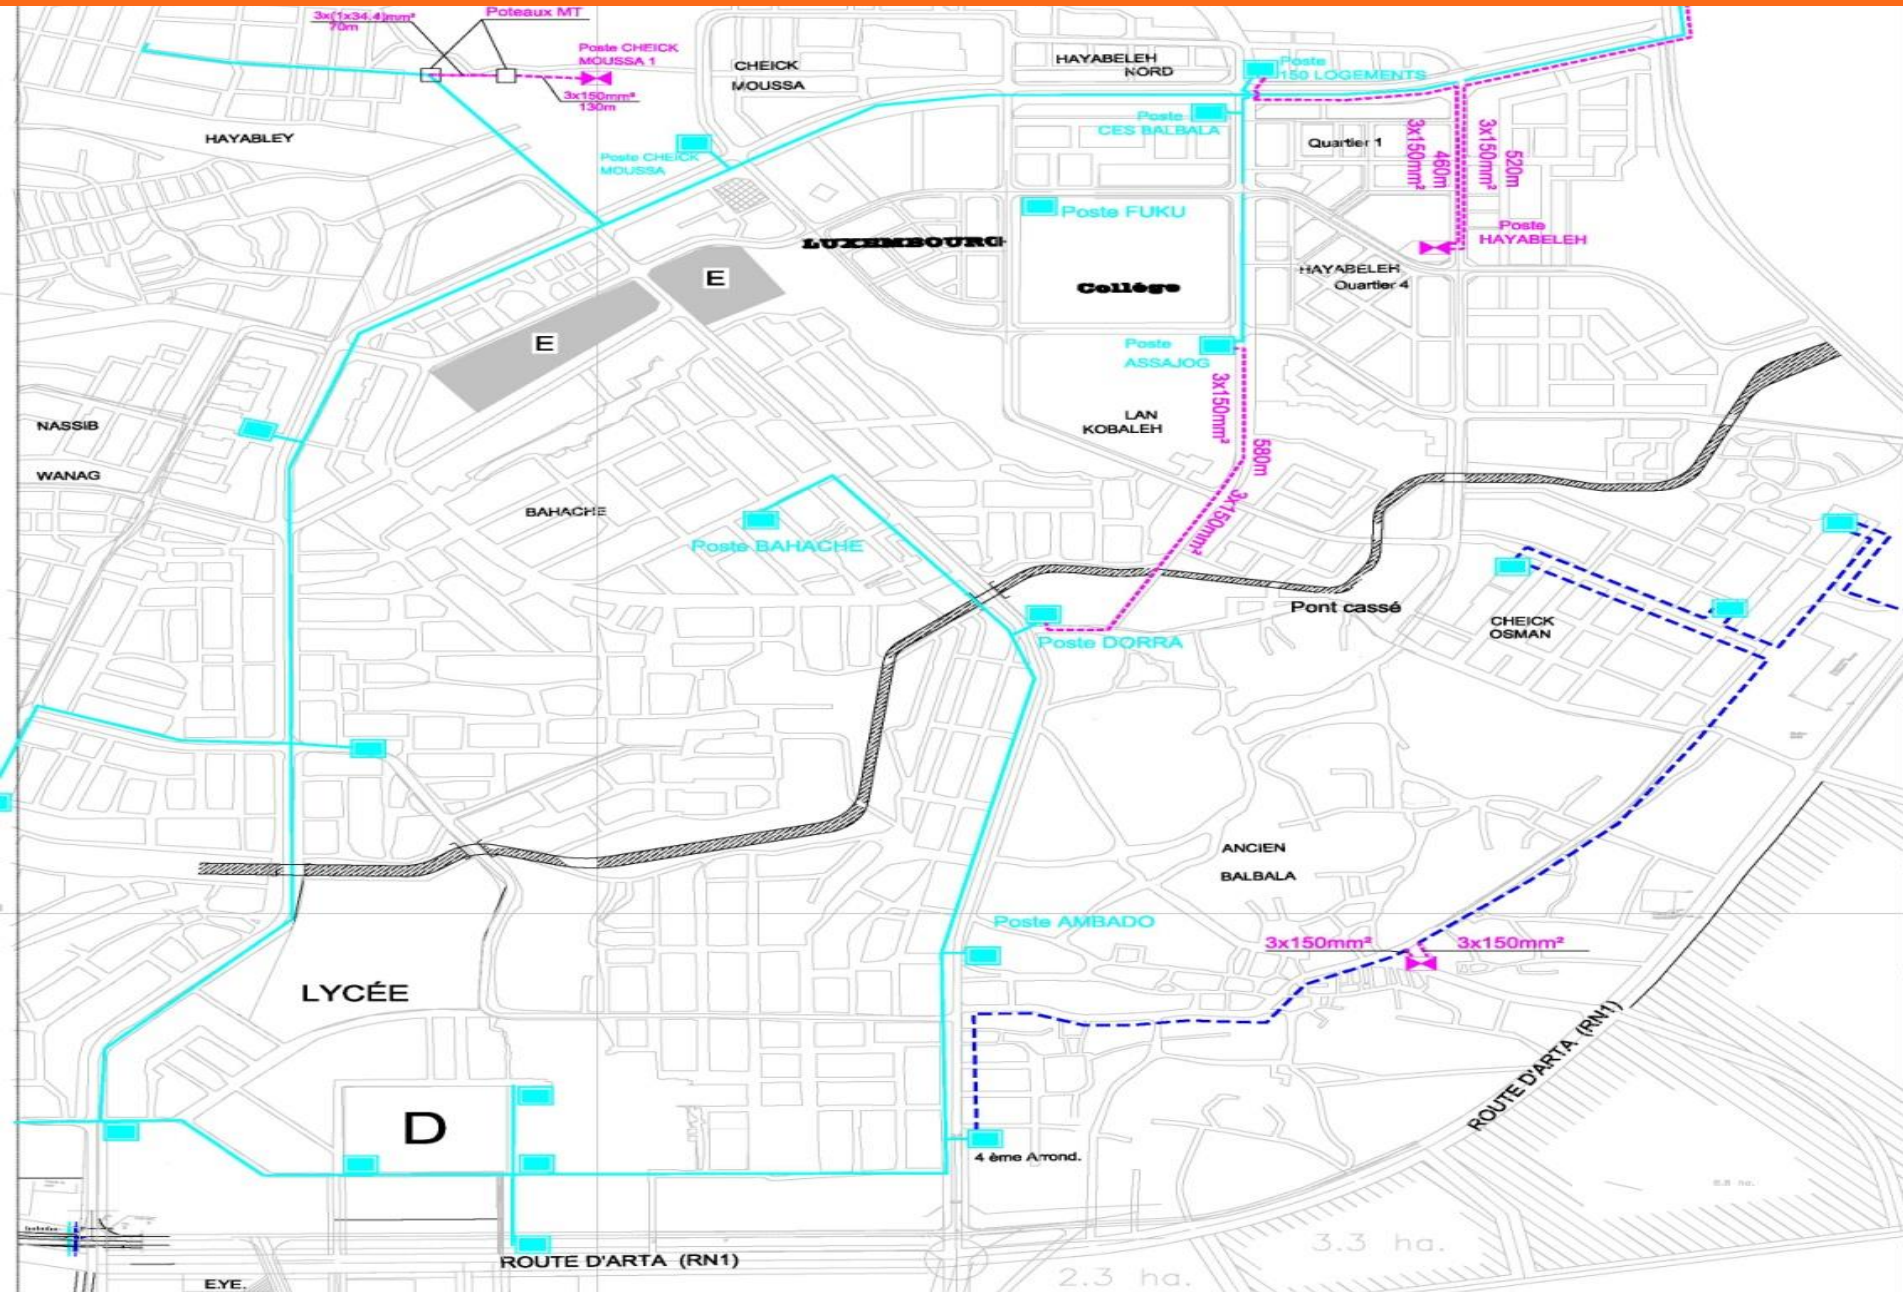 3x(1x34.4)mm²
70m
Poteaux MT
Poste CHEICK
MOUSSA 1
3x150mm²
130m
CHEICK
MOUSSA
HAYABELEH
NORD
Poste
150 LOGEMENTS
Poste
CES BALBALA
HAYABLEY
Poste CHEICK
MOUSSA
Quartier 1
3x150mm²
460m
3x150mm²
520m
Poste FUKU
Poste
HAYABELEH
LUXEMBOURG
E
HAYABELEH
Quartier 4
Collége
E
Poste
ASSAJOG
3x150mm²
LAN
KOBALEH
NASSIB
WANAG
580m
3x150mm²
BAHACHE
Poste BAHACHE
Pont cassé
CHEICK
OSMAN
Poste DORRA
ANCIEN
BALBALA
Poste AMBADO
3x150mm²
3x150mm²
LYCÉE
ROUTE D'ARTA (RN1)
D
4 ème Arrond.
3.3 ha.
ROUTE D'ARTA (RN1)
2.3 ha.
E.YE.